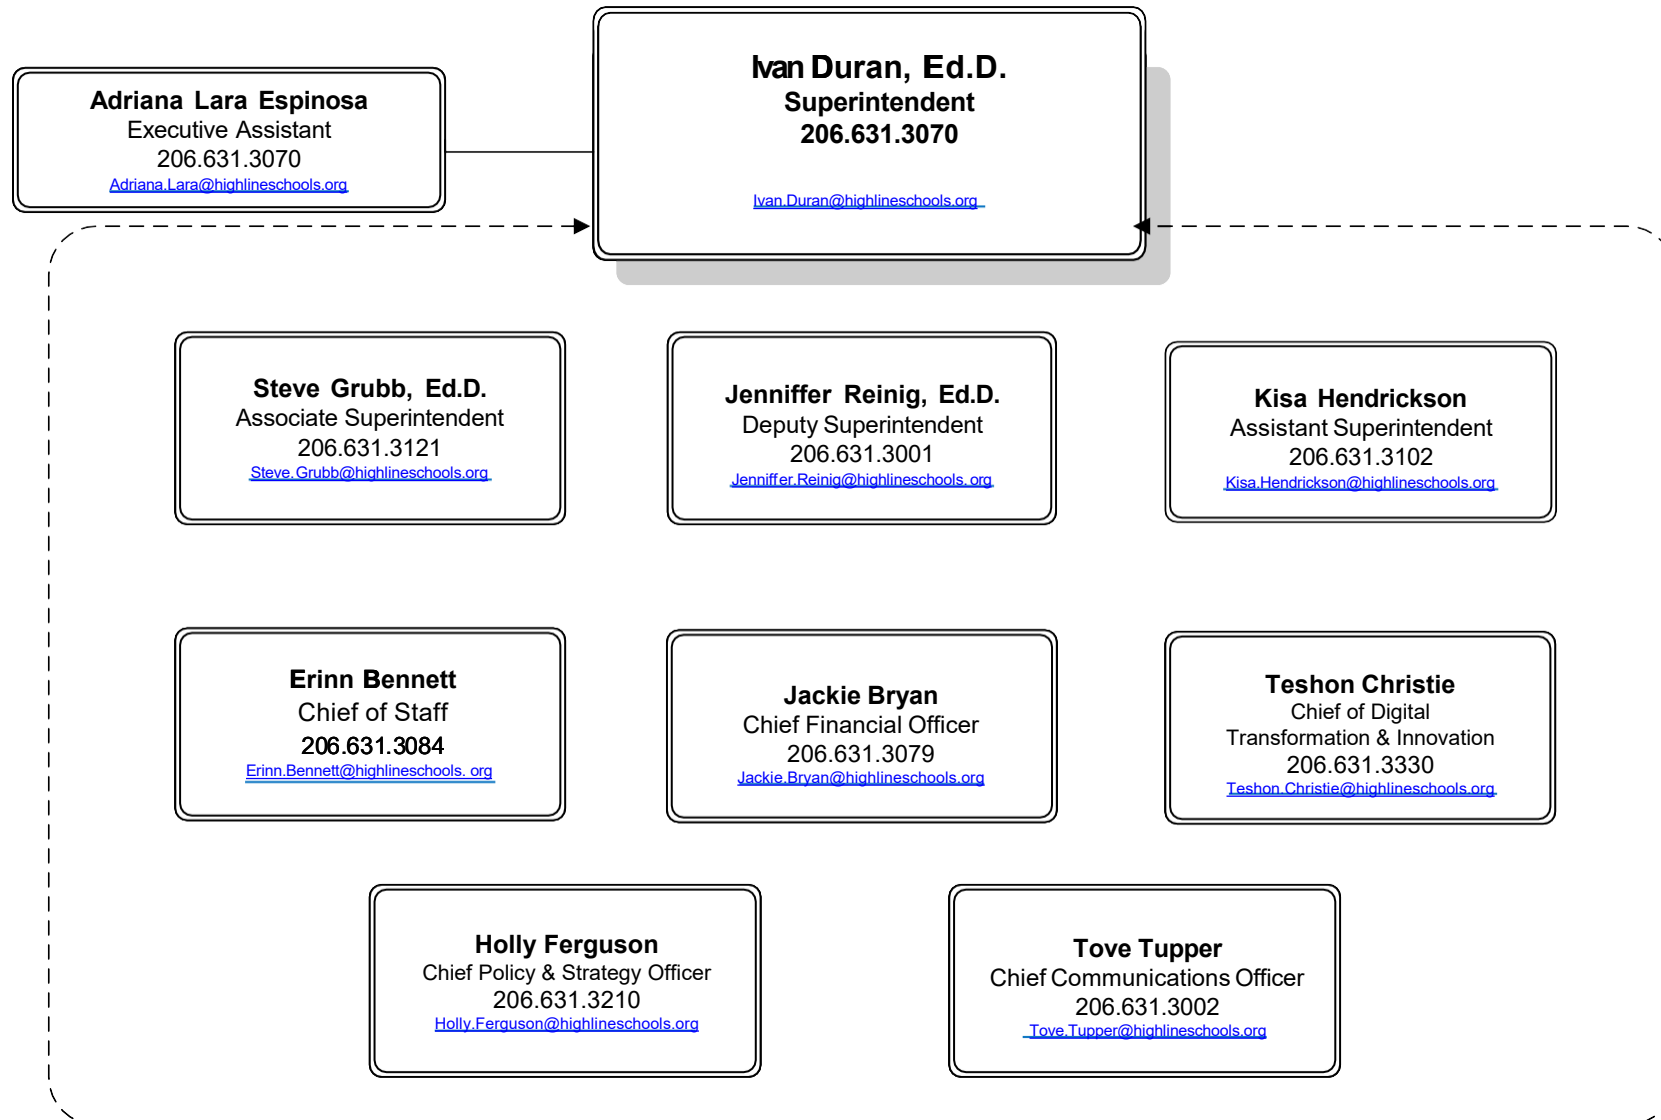 Adriana Lara Espinosa
Executive Assistant
206.631.3070
Adriana.Lara@highlineschools.org
Ivan Duran, Ed.D.
Superintendent
206.631.3070
Ivan.Duran@highlineschools.org
Steve Grubb, Ed.D.
Associate Superintendent
206.631.3121
Steve.Grubb@highlineschools.org
Jenniffer Reinig, Ed.D.
Deputy Superintendent
206.631.3001
Jenniffer.Reinig@highlineschools.org
Kisa Hendrickson
Assistant Superintendent
206.631.3102
Kisa.Hendrickson@highlineschools.org
Erinn Bennett
Chief of Staff
206.631.3084
Erinn.Bennett@highlineschools.org
Jackie Bryan
Chief Financial Officer
206.631.3079
Jackie.Bryan@highlineschools.org
Teshon Christie
Chief of Digital
Transformation & Innovation
206.631.3330
Teshon.Christie@highlineschools.org
Holly Ferguson
Chief Policy & Strategy Officer
206.631.3210
Holly.Ferguson@highlineschools.org
Tove Tupper
Chief Communications Officer
206.631.3002
Tove.Tupper@highlineschools.org